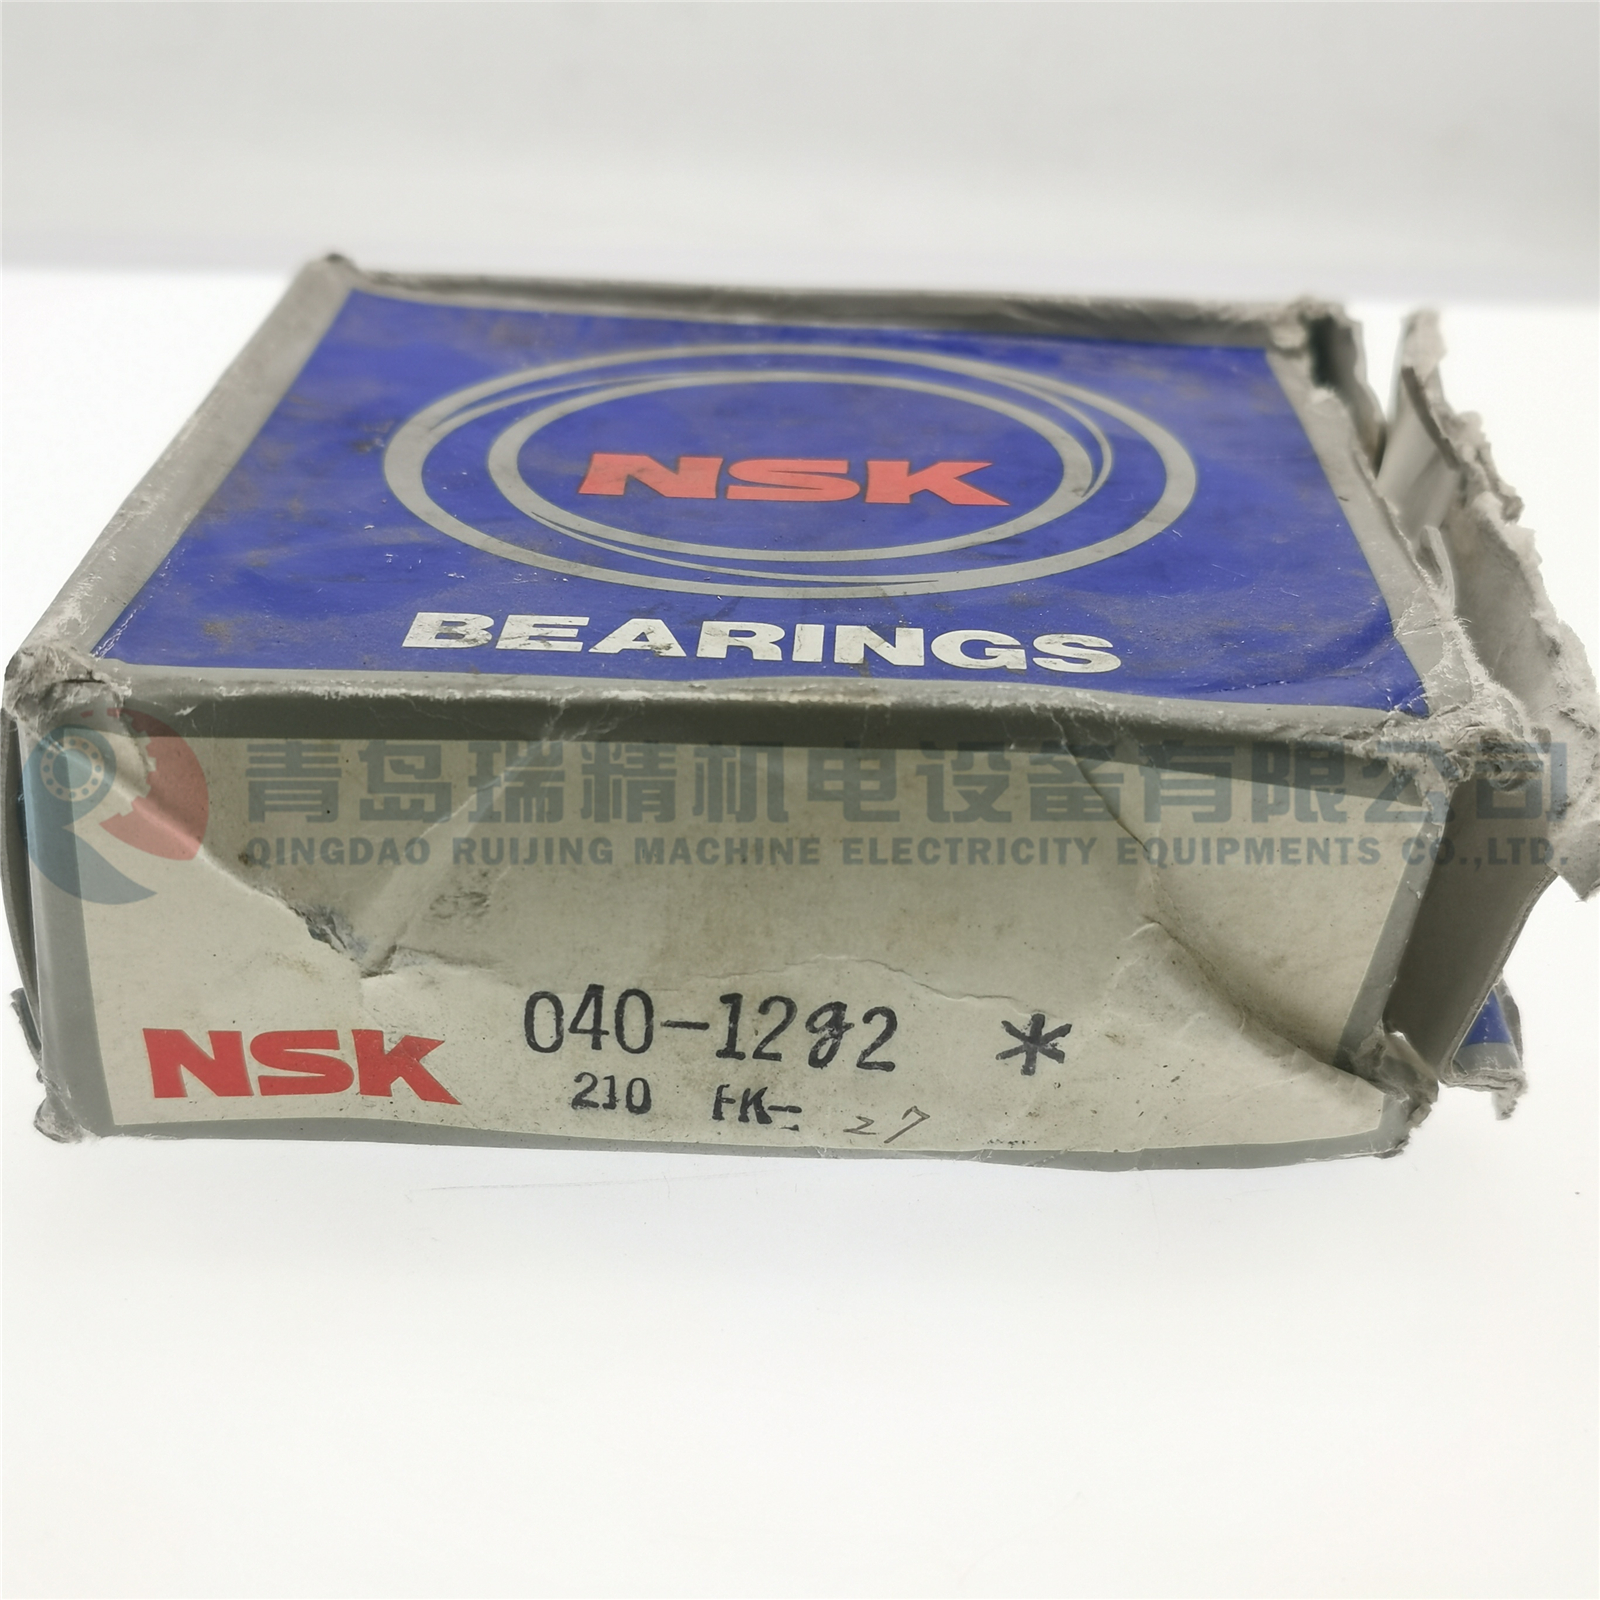 NSK
BEARINGS
青岛瑞精机电设备有限公司
QINGDAO RUIJING MACHINE ELECTRICITY EQUIPMENTS CO.,LTD.
NSK 040-1292 *
210 27